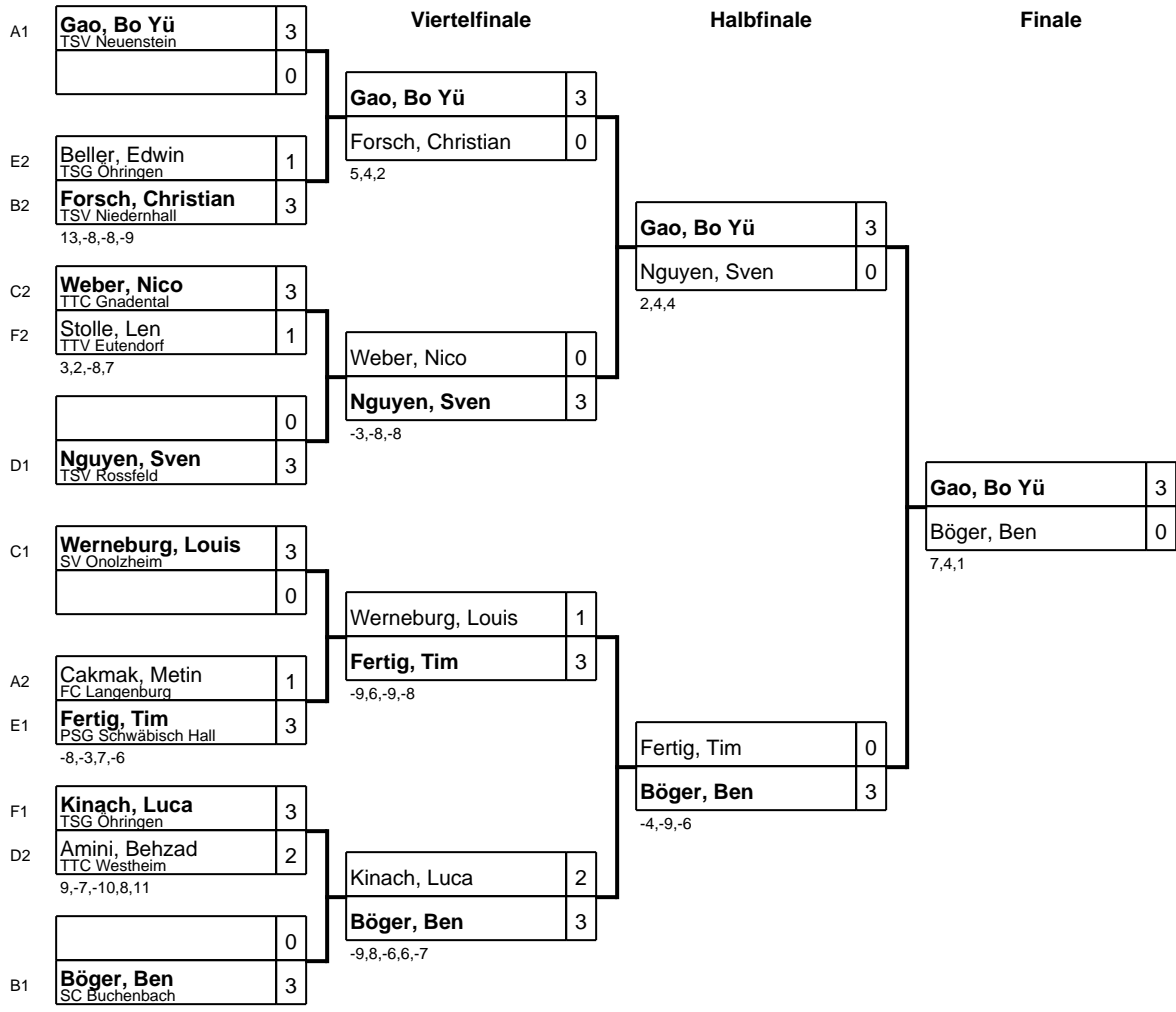 Viertelfinale
Halbfinale
Finale
A1
Gao, Bo Yü
TSV Neuenstein
3
0
E2
Beller, Edwin
TSG Öhringen
1
B2
Forsch, Christian
TSV Niedernhall
3
13,-8,-8,-9
C2
Weber, Nico
TTC Gnadental
3
F2
Stolle, Len
TTV Eutendorf
1
3,2,-8,7
0
D1
Nguyen, Sven
TSV Rossfeld
3
C1
Werneburg, Louis
SV Onolzheim
3
0
A2
Cakmak, Metin
FC Langenburg
1
E1
Fertig, Tim
PSG Schwäbisch Hall
3
-8,-3,7,-6
F1
Kinach, Luca
TSG Öhringen
3
D2
Amini, Behzad
TTC Westheim
2
9,-7,-10,8,11
0
B1
Böger, Ben
SC Buchenbach
3
Gao, Bo Yü 3
Forsch, Christian 0
5,4,2
Weber, Nico 0
Nguyen, Sven 3
-3,-8,-8
Werneburg, Louis 1
Fertig, Tim 3
-9,6,-9,-8
Kinach, Luca 2
Böger, Ben 3
-9,8,-6,6,-7
Gao, Bo Yü 3
Nguyen, Sven 0
2,4,4
Fertig, Tim 0
Böger, Ben 3
-4,-9,-6
Gao, Bo Yü 3
Böger, Ben 0
7,4,1